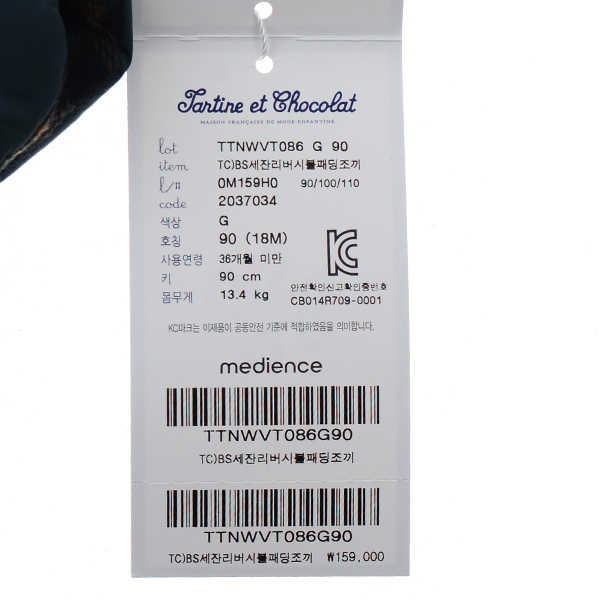 Tartine et Chocolat
MAISON FRANÇAISE DE MODE ENFANTINE
lot TTNWVT086 G 90
item TC)BS세잔리버시블패딩조끼
l/# 0M159H0 90/100/110
code 2037034
색상 G
호칭 90 (18M)
사용연령 36개월 미만
키 90 cm
몸무게 13.4 kg
안전확인신고확인증번호
CB014R709-0001
KC마크는 이제품이 공통안전 기준에 적합하였음을 의미합니다.
medience
TTNWVT086G90
TC)BS세잔리버시블패딩조끼
TTNWVT086G90
TC)BS세잔리버시블패딩조끼 ₩159,000